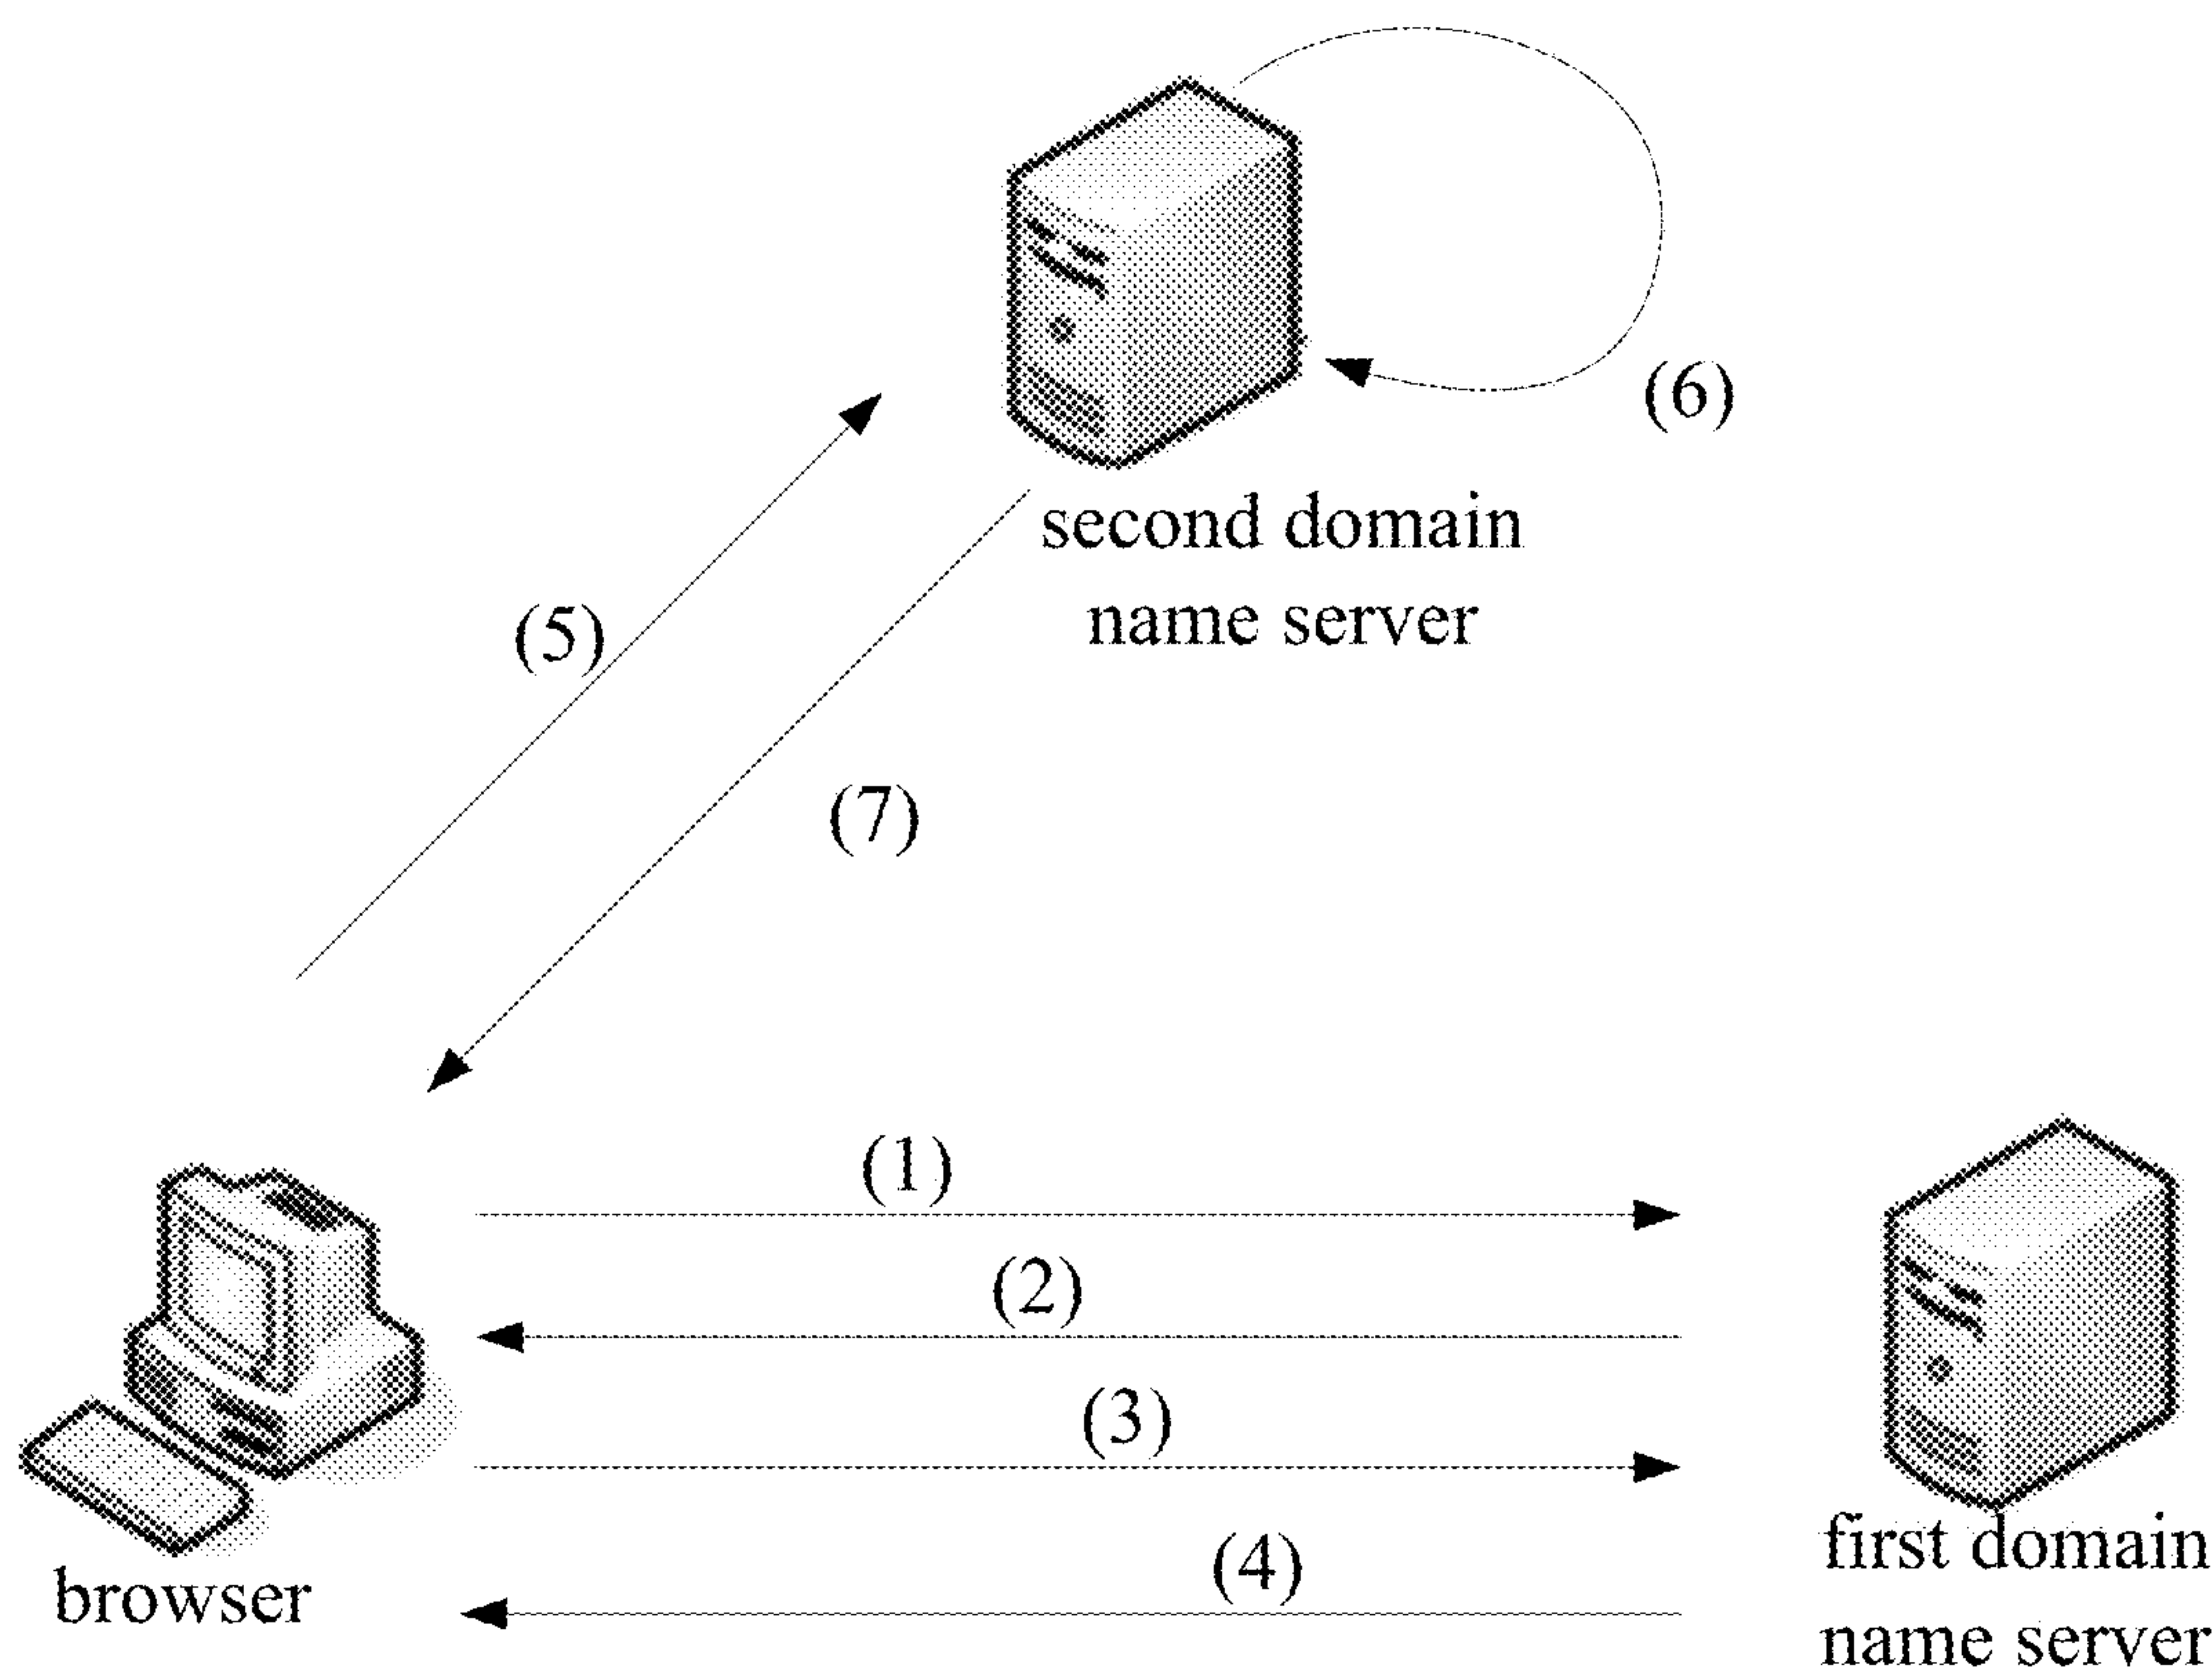 (6)
second domain
name server
(5)
(7)
(1)
(2)
(3)
(4)
first domain
name server
browser